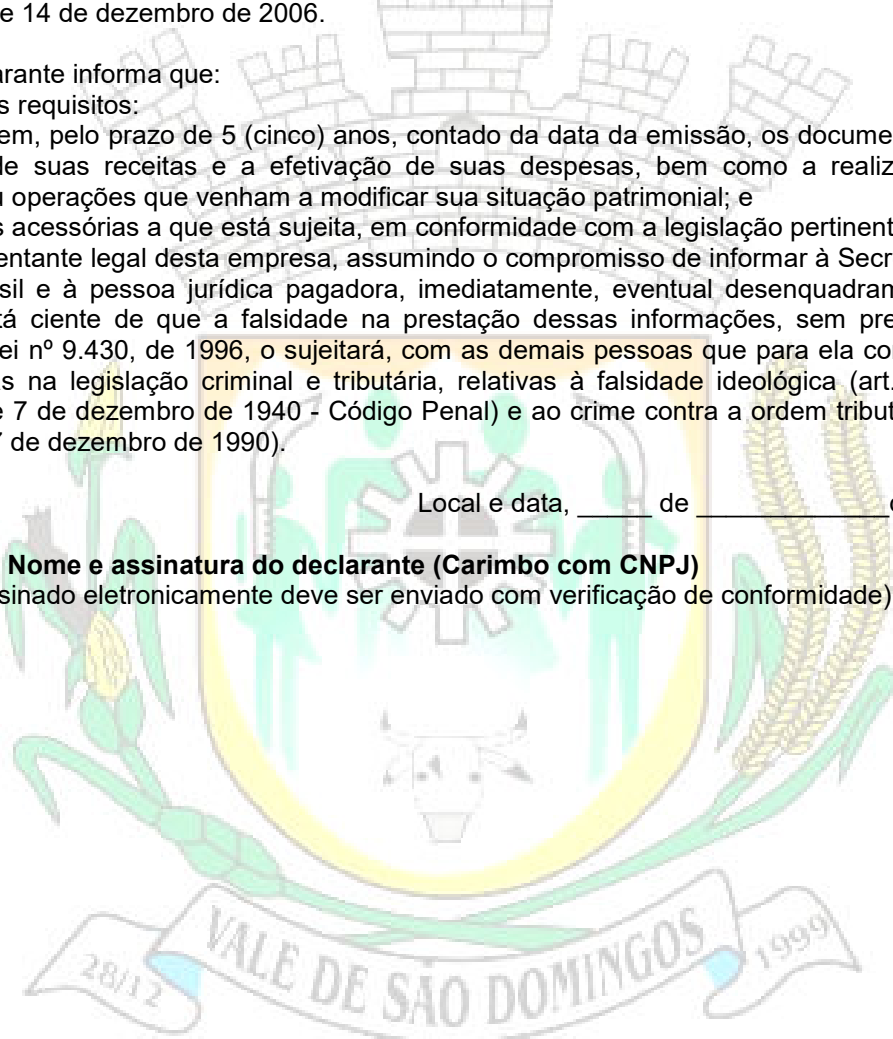 e 14 de dezembro de 2006.
arante informa que:
s requisitos:
em, pelo prazo de 5 (cinco) anos, contado da data da emissão, os docume
de suas receitas e a efetivação de suas despesas, bem como a realiz
u operações que venham a modificar sua situação patrimonial; e
s acessórias a que está sujeita, em conformidade com a legislação pertinent
entante legal desta empresa, assumindo o compromisso de informar à Secr
sil e à pessoa jurídica pagadora, imediatamente, eventual desenquadram
tá ciente de que a falsidade na prestação dessas informações, sem pre
ei nº 9.430, de 1996, o sujeitará, com as demais pessoas que para ela co
as na legislação criminal e tributária, relativas à falsidade ideológica (art.
e 7 de dezembro de 1940 - Código Penal) e ao crime contra a ordem tribut
7 de dezembro de 1990).
Local e data, _____ de _____________
Nome e assinatura do declarante (Carimbo com CNPJ)
sinado eletronicamente deve ser enviado com verificação de conformidade)
28/12 VALE DE SÃO DOMINGOS 1999